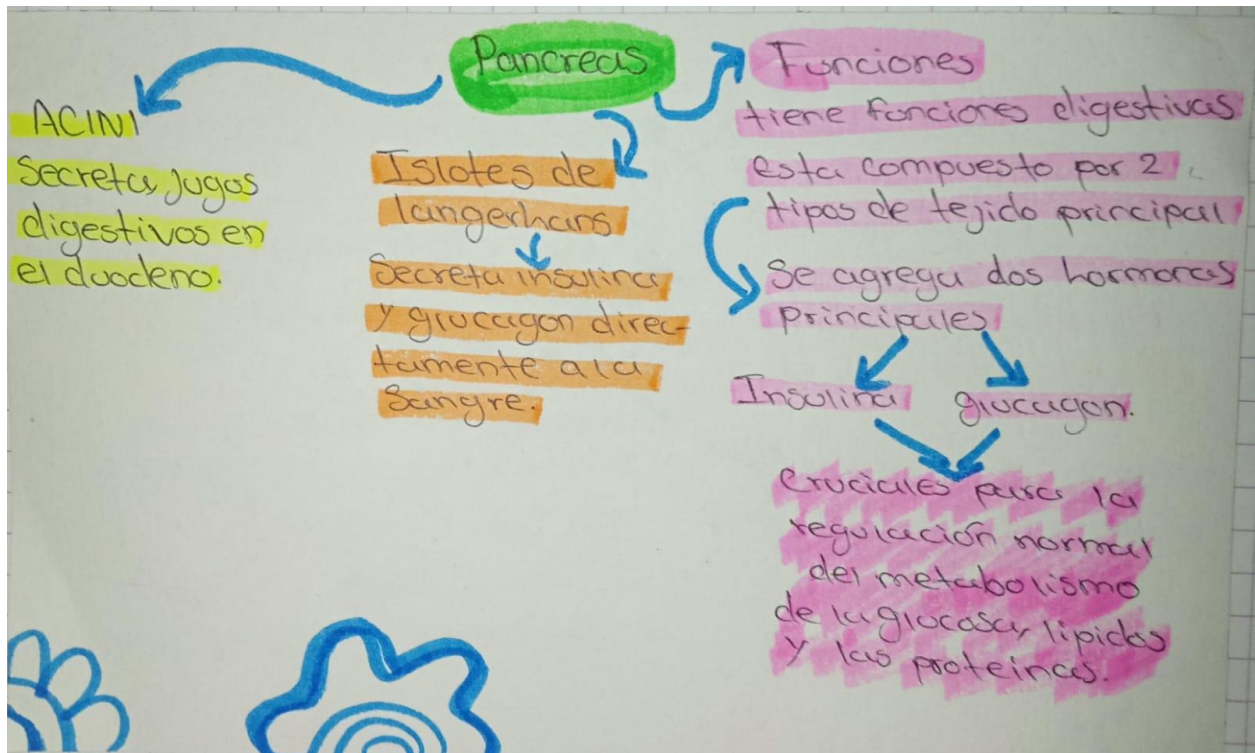 Pancreas
ACINI
Secreta jugos
digestivos en
el duodeno.
Islotes de
langerhans
Secreta insulina
y glucagon direc-
tamente a la
Sangre.
Funciones
tiene funciones digestivas
esta compuesto por 2
tipos de tejido principal
Se agrega dos hormonas
principales
Insulina glucagon.
Cruciales para la
regulación normal
del metabolismo
de la glucosa, lipidos
y las proteinas.